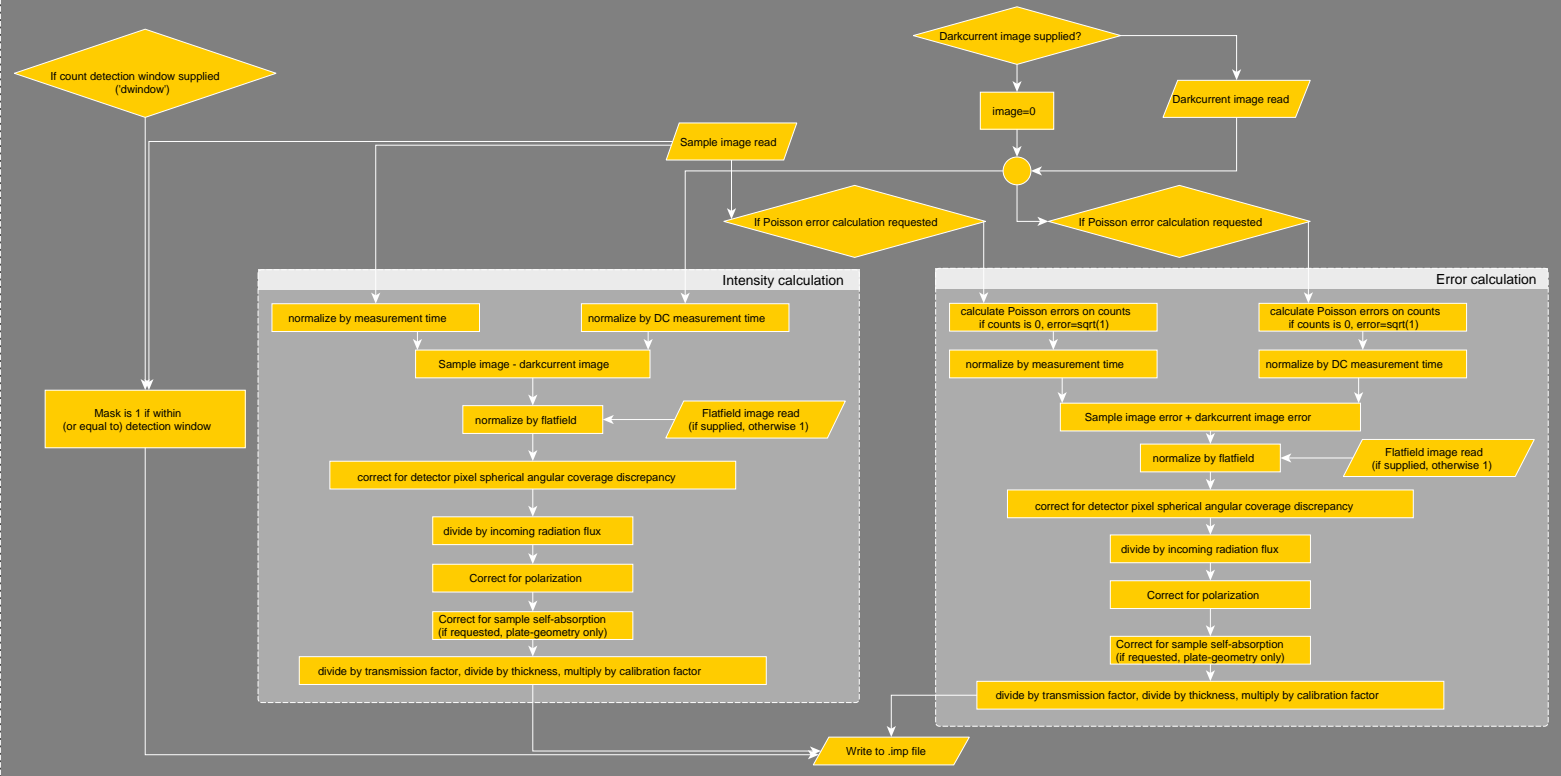 Darkcurrent image supplied?
If count detection window supplied
('dwindow')
image=0
Darkcurrent image read
Sample image read
If Poisson error calculation requested
If Poisson error calculation requested
Intensity calculation
normalize by measurement time
normalize by DC measurement time
Sample image - darkcurrent image
normalize by flatfield
Flatfield image read
(if supplied, otherwise 1)
correct for detector pixel spherical angular coverage discrepancy
divide by incoming radiation flux
Correct for polarization
Correct for sample self-absorption
(if requested, plate-geometry only)
divide by transmission factor, divide by thickness, multiply by calibration factor
Mask is 1 if within
(or equal to) detection window
Error calculation
calculate Poisson errors on counts
if counts is 0, error=sqrt(1)
calculate Poisson errors on counts
if counts is 0, error=sqrt(1)
normalize by measurement time
normalize by DC measurement time
Sample image error + darkcurrent image error
normalize by flatfield
Flatfield image read
(if supplied, otherwise 1)
correct for detector pixel spherical angular coverage discrepancy
divide by incoming radiation flux
Correct for polarization
Correct for sample self-absorption
(if requested, plate-geometry only)
divide by transmission factor, divide by thickness, multiply by calibration factor
Write to .imp file